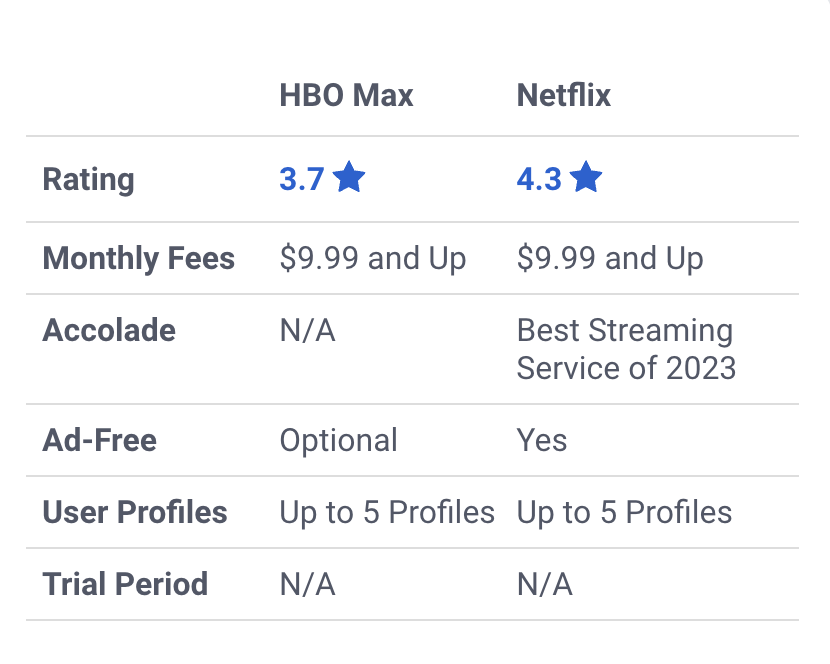 HBO Max Netflix
Rating 3.7 4.3
Monthly Fees $9.99 and Up $9.99 and Up
Accolade N/A Best Streaming
Service of 2023
Ad-Free Optional Yes
User Profiles Up to 5 Profiles Up to 5 Profiles
Trial Period N/A N/A